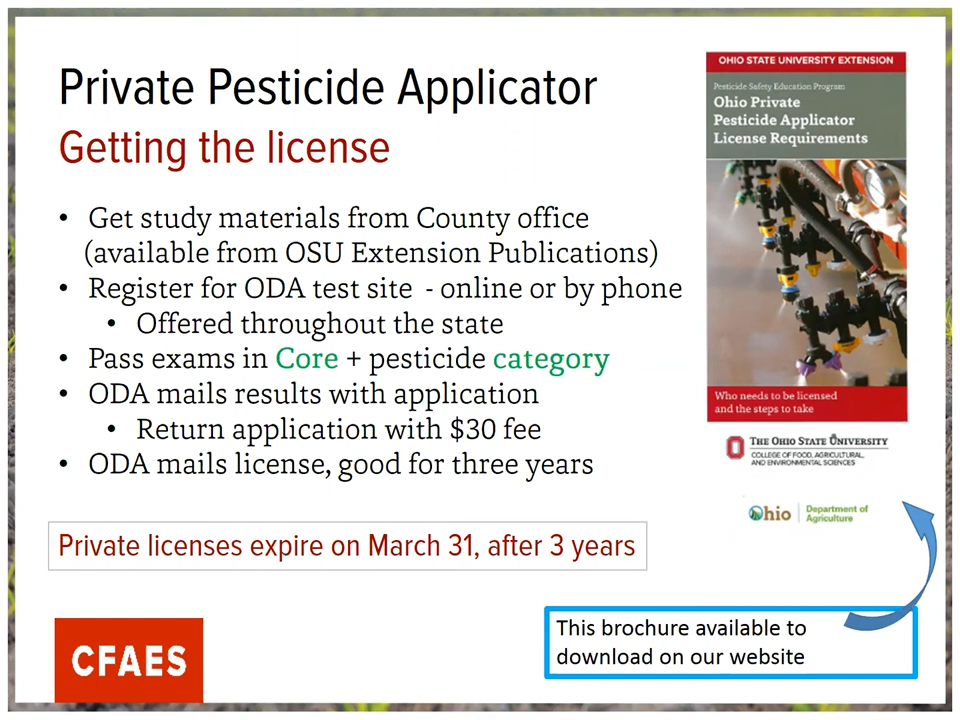 Private Pesticide Applicator
Getting the license
• Get study materials from County office
(available from OSU Extension Publications)
• Register for ODA test site - online or by phone
• Offered throughout the state
• Pass exams in Core + pesticide category
• ODA mails results with application
• Return application with $30 fee
• ODA mails license, good for three years
Private licenses expire on March 31, after 3 years
CFAES
OHIO STATE UNIVERSITY EXTENSION
Pesticide Safety Education Program
Ohio Private
Pesticide Applicator
License Requirements
Who needs to be licensed
and the steps to take
THE OHIO STATE UNIVERSITY
COLLEGE OF FOOD, AGRICULTURAL,
AND ENVIRONMENTAL SCIENCES
Ohio Department of
Agriculture
This brochure available to
download on our website